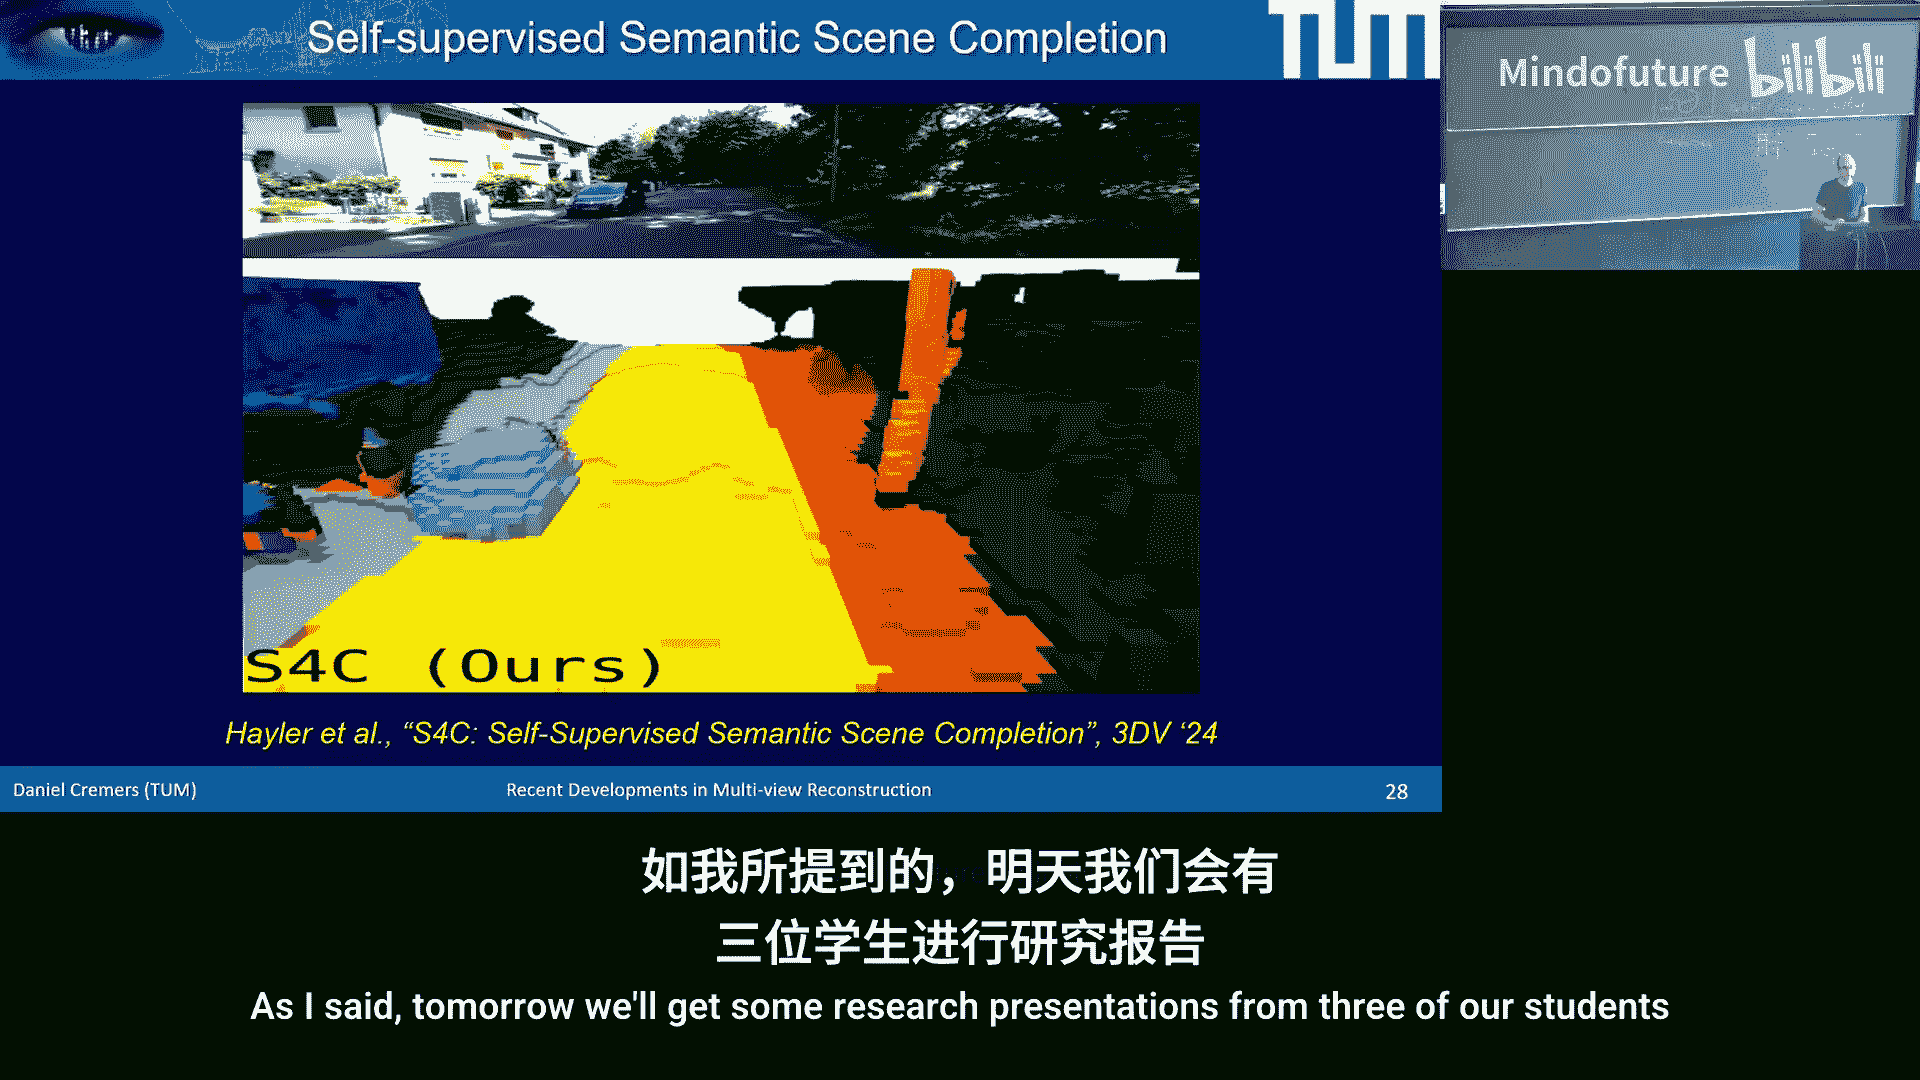 Self-supervised Semantic Scene Completion
TUM
Mindofuture bilibili
S4C (Ours)
Hayler et al., “S4C: Self-Supervised Semantic Scene Completion”, 3DV ‘24
Daniel Cremers (TUM)
Recent Developments in Multi-view Reconstruction
28
如我所提到的，明天我们会有
三位学生进行研究报告
As I said, tomorrow we'll get some research presentations from three of our students